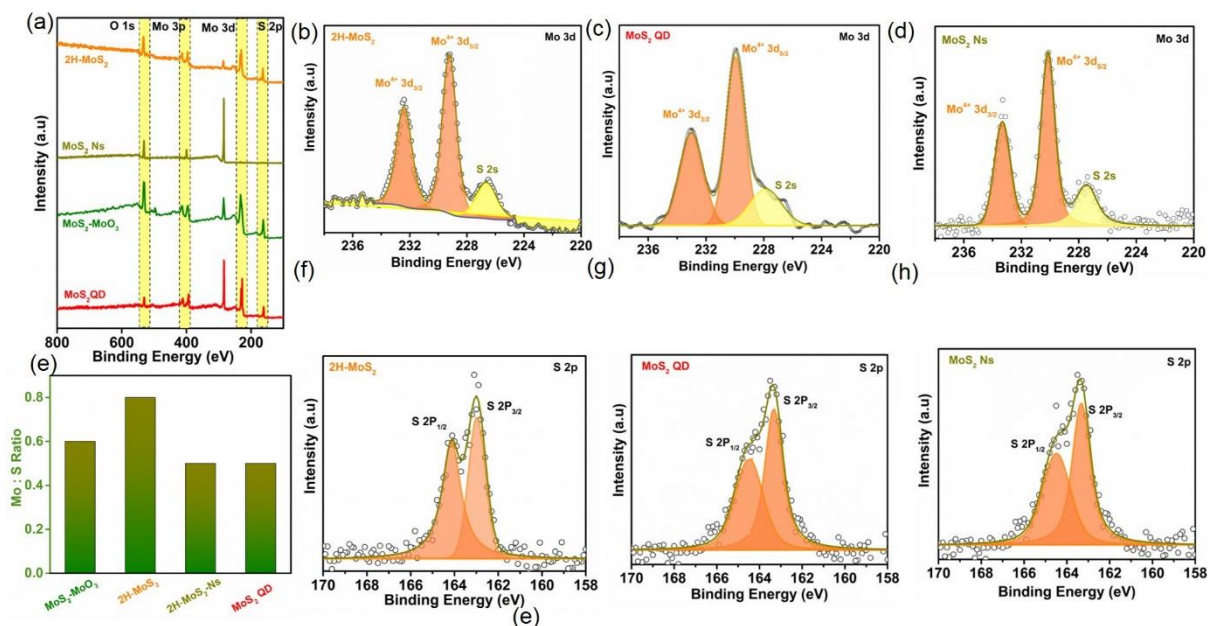 (a)
O 1s Mo 3p Mo 3d S 2p
2H-MoS2
MoS2 Ns
MoS2-MoO3
MoS2QD
Intensity (a.u)
800 600 400 200
Binding Energy (eV)
(b)
2H-MoS2
Mo 3d
Mo4+ 3d5/2
Mo4+ 3d3/2
S 2s
Intensity (a.u)
236 232 228 224 220
Binding Energy (eV)
(c)
MoS2 QD
Mo 3d
Mo4+ 3d5/2
Mo4+ 3d3/2
S 2s
Intensity (a.u)
236 232 228 224 220
Binding Energy (eV)
(d)
MoS2 Ns
Mo 3d
Mo4+ 3d5/2
Mo4+ 3d3/2
S 2s
Intensity (a.u)
236 232 228 224 220
Binding Energy (eV)
(e)
Mo : S Ratio
0.8
0.6
0.4
0.2
0.0
MoS2-MoO3
2H-MoS2
2H-MoS2-Ns
MoS2 QD
(f)
2H-MoS2
S 2p
S 2P3/2
S 2P1/2
Intensity (a.u)
170 168 166 164 162 160 158
Binding Energy (eV)
(e)
(g)
MoS2 QD
S 2p
S 2P3/2
S 2P1/2
Intensity (a.u)
170 168 166 164 162 160 158
Binding Energy (eV)
(h)
MoS2 Ns
S 2p
S 2P3/2
S 2P1/2
Intensity (a.u)
170 168 166 164 162 160 158
Binding Energy (eV)